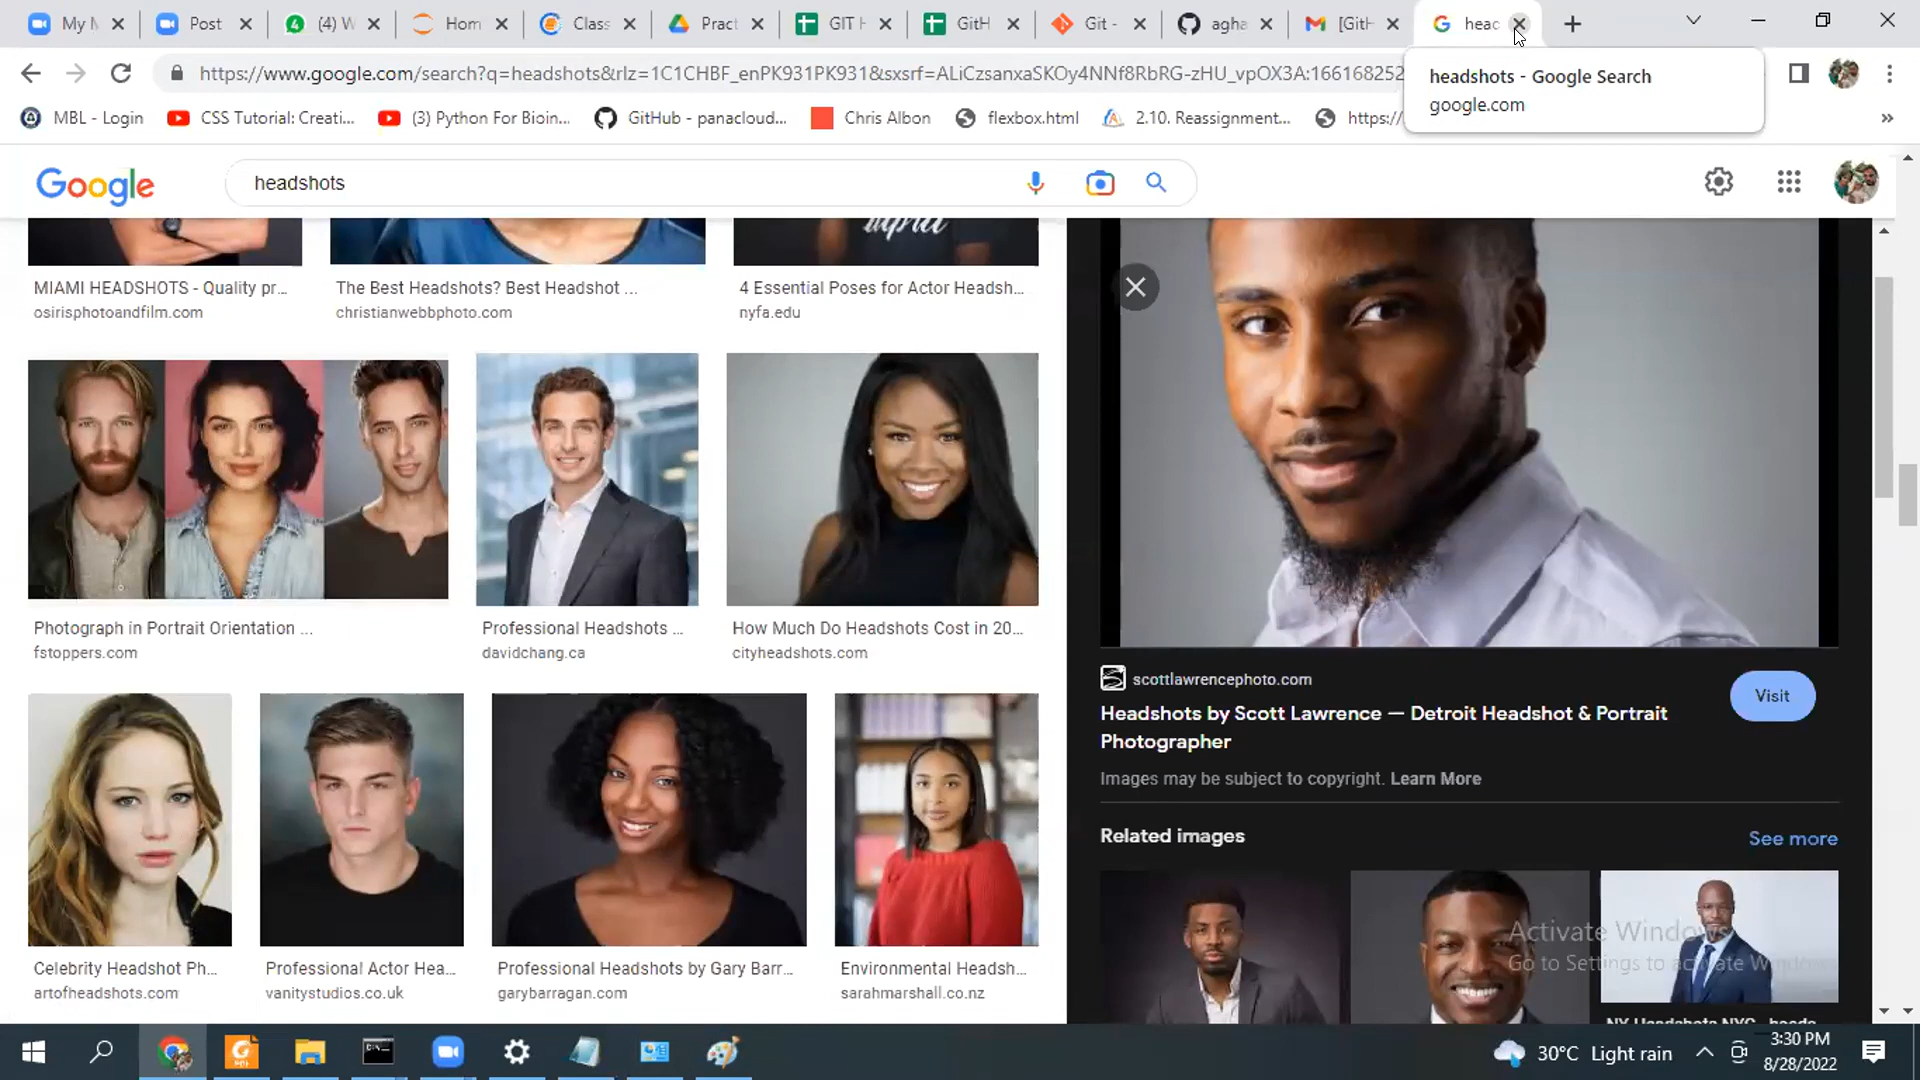 My M
Post
(4) W
Hom
Class
Pract
GIT H
GitH
Git -
agha
[GitH
head
https://www.google.com/search?q=headshots&rlz=1C1CHBF_enPK931PK931&sxsrf=ALiCzsanxaSKOy4NNf8RbRG-zHU_vpOX3A:166168252
headshots - Google Search
google.com
MBL - Login
CSS Tutorial: Creati...
(3) Python For Bioin...
GitHub - panacloud...
Chris Albon
flexbox.html
2.10. Reassignment...
https://
Google
headshots
MIAMI HEADSHOTS - Quality pr...
osirisphotoandfilm.com
The Best Headshots? Best Headshot ...
christianwebbphoto.com
4 Essential Poses for Actor Headsh...
nyfa.edu
Photograph in Portrait Orientation ...
fstoppers.com
Professional Headshots ...
davidchang.ca
How Much Do Headshots Cost in 20...
cityheadshots.com
Celebrity Headshot Ph...
artofheadshots.com
Professional Actor Hea...
vanitystudios.co.uk
Professional Headshots by Gary Barr...
garybarragan.com
Environmental Headsh...
sarahmarshall.co.nz
scottlawrencephoto.com
Visit
Headshots by Scott Lawrence — Detroit Headshot & Portrait
Photographer
Images may be subject to copyright. Learn More
Related images
See more
Activate Windows
Go to Settings to activate Windows.
30°C Light rain
3:30 PM
8/28/2022